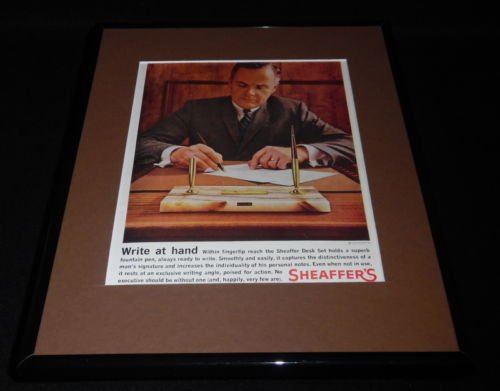 Write at hand Within fingertip reach the Sheaffer Desk Set holds a superb
fountain pen, always ready to write. Smoothly and easily, it captures the distinctiveness of a
man's signature and increases the individuality of his personal notes. Even when not in use,
it rests at an exclusive writing angle, poised for action. No
executive should be without one (and, happily, very few are).
SHEAFFER'S